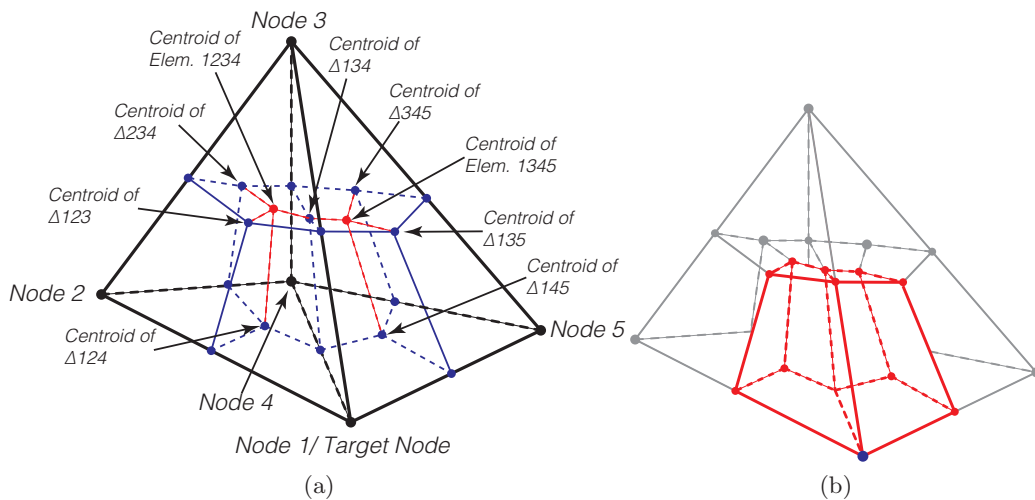 Node 3
Centroid of
Elem. 1234
Centroid of
Δ134
Centroid of
Δ234
Centroid of
Δ345
Centroid of
Elem. 1345
Centroid of
Δ123
Centroid of
Δ135
Centroid of
Δ145
Node 2
Node 5
Centroid of
Δ124
Node 4
Node 1/ Target Node
(a)
(b)